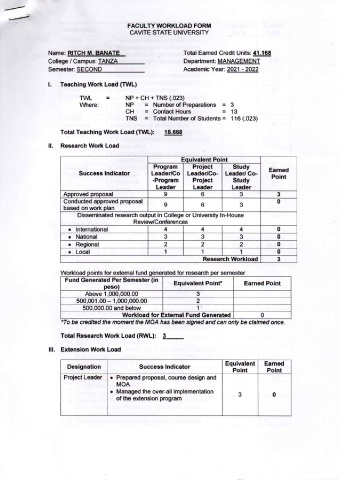 FACULTY WORKLOAD FORM
CAVITE STATE UNIVERSITY
Name: RITCH M. BANATE Total Earned Credit Units: 41.168
College / Campus: TANZA Department: MANAGEMENT
Semester: SECOND Academic Year: 2021 - 2022
I. Teaching Work Load (TWL)
TWL = NP + CH + TNS (.023)
Where: NP = Number of Preparations = 3
CH = Contact Hours = 13
TNS = Total Number of Students = 116 (.023)
Total Teaching Work Load (TWL): 18.668
II. Research Work Load
Success Indicator Equivalent Point Earned Point
Program Leader/Co-Program Leader Project Leader/Co-Project Leader Study Leader/ Co-Study Leader
Approved proposal 9 6 3 3
Conducted approved proposal based on work plan 9 6 3 0
Disseminated research output in College or University In-House Review/Conferences
• International 4 4 4 0
• National 3 3 3 0
• Regional 2 2 2 0
• Local 1 1 1 0
Research Workload 3
Workload points for external fund generated for research per semester
Fund Generated Per Semester (in peso) Equivalent Point* Earned Point
Above 1,000,000.00 3
500,001.00 – 1,000,000.00 2
500,000.00 and below 1
Workload for External Fund Generated 0
*To be credited the moment the MOA has been signed and can only be claimed once.
Total Research Work Load (RWL): 3
III. Extension Work Load
Designation Success Indicator Equivalent Point Earned Point
Project Leader • Prepared proposal, course design and MOA
• Managed the over-all implementation of the extension program 3 0